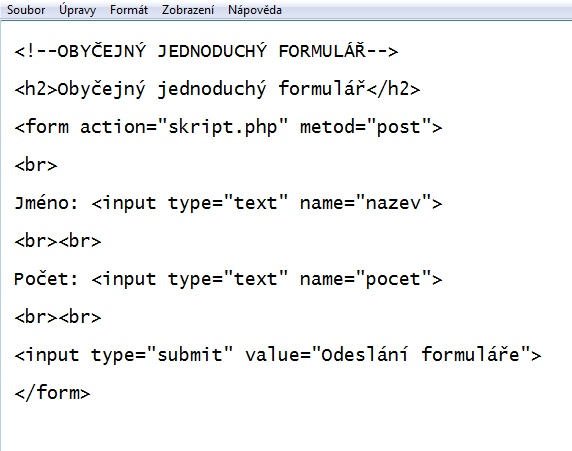 Soubor Úpravy Formát Zobrazení Nápověda
<!--OBYČEJNÝ JEDNODUCHÝ FORMULÁŘ-->
<h2>Obyčejný jednoduchý formulář</h2>
<form action="skript.php" metod="post">
<br>
Jméno: <input type="text" name="nazev">
<br><br>
Počet: <input type="text" name="pocet">
<br><br>
<input type="submit" value="Odeslání formuláře">
</form>